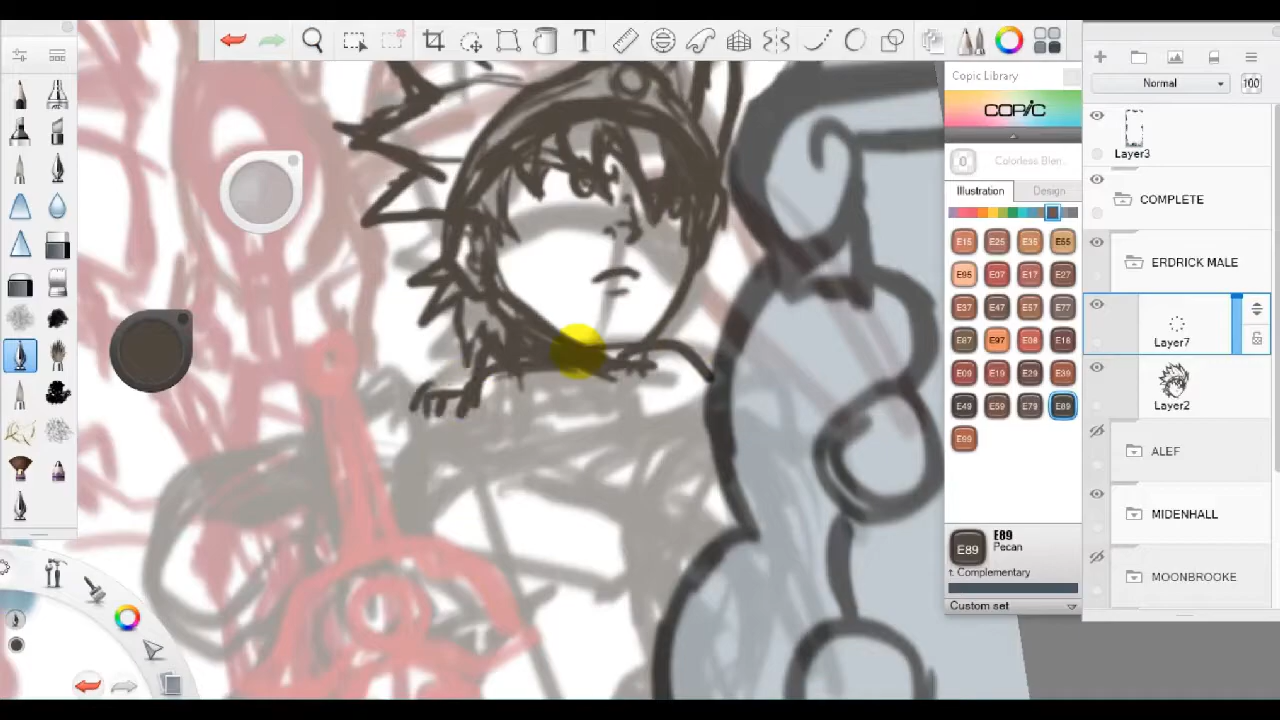 Copic Library
COPIC
0 Colorless Blen..
Illustration Design
E15 E25 E35 E55
E95 E07 E17 E27
E37 E47 E57 E77
E87 E97 E08 E18
E09 E19 E29 E39
E49 E59 E79 E89
E99
E89
E89
Pecan
t. Complementary
Custom set
Normal 100
Layer3
COMPLETE
ERDRICK MALE
Layer7
Layer2
ALEF
MIDENHALL
MOONBROOKE
T